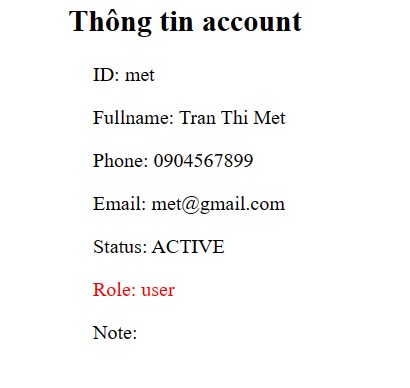 Thông tin account
ID: met
Fullname: Tran Thi Met
Phone: 0904567899
Email: met@gmail.com
Status: ACTIVE
Role: user
Note: